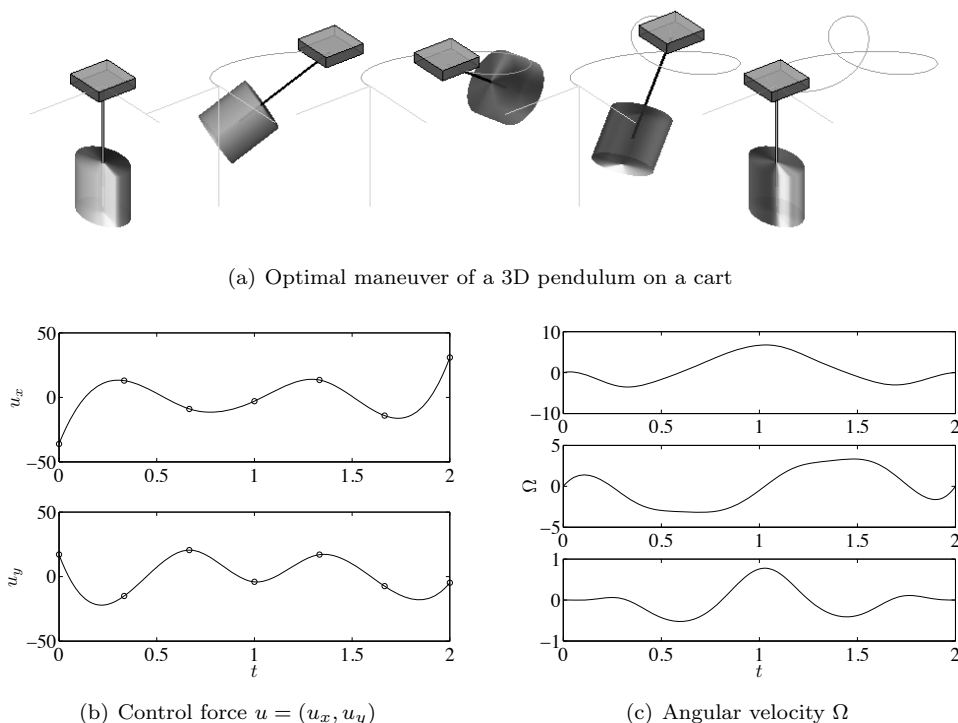 (a) Optimal maneuver of a 3D pendulum on a cart
50
0
−50
u_x
0 0.5 1 1.5 2
50
0
−50
u_y
0 0.5 1 1.5 2
t
(b) Control force u = (u_x, u_y)
10
0
−10
0 0.5 1 1.5 2
5
0
−5
Ω
0 0.5 1 1.5 2
1
0
−1
0 0.5 1 1.5 2
t
(c) Angular velocity Ω